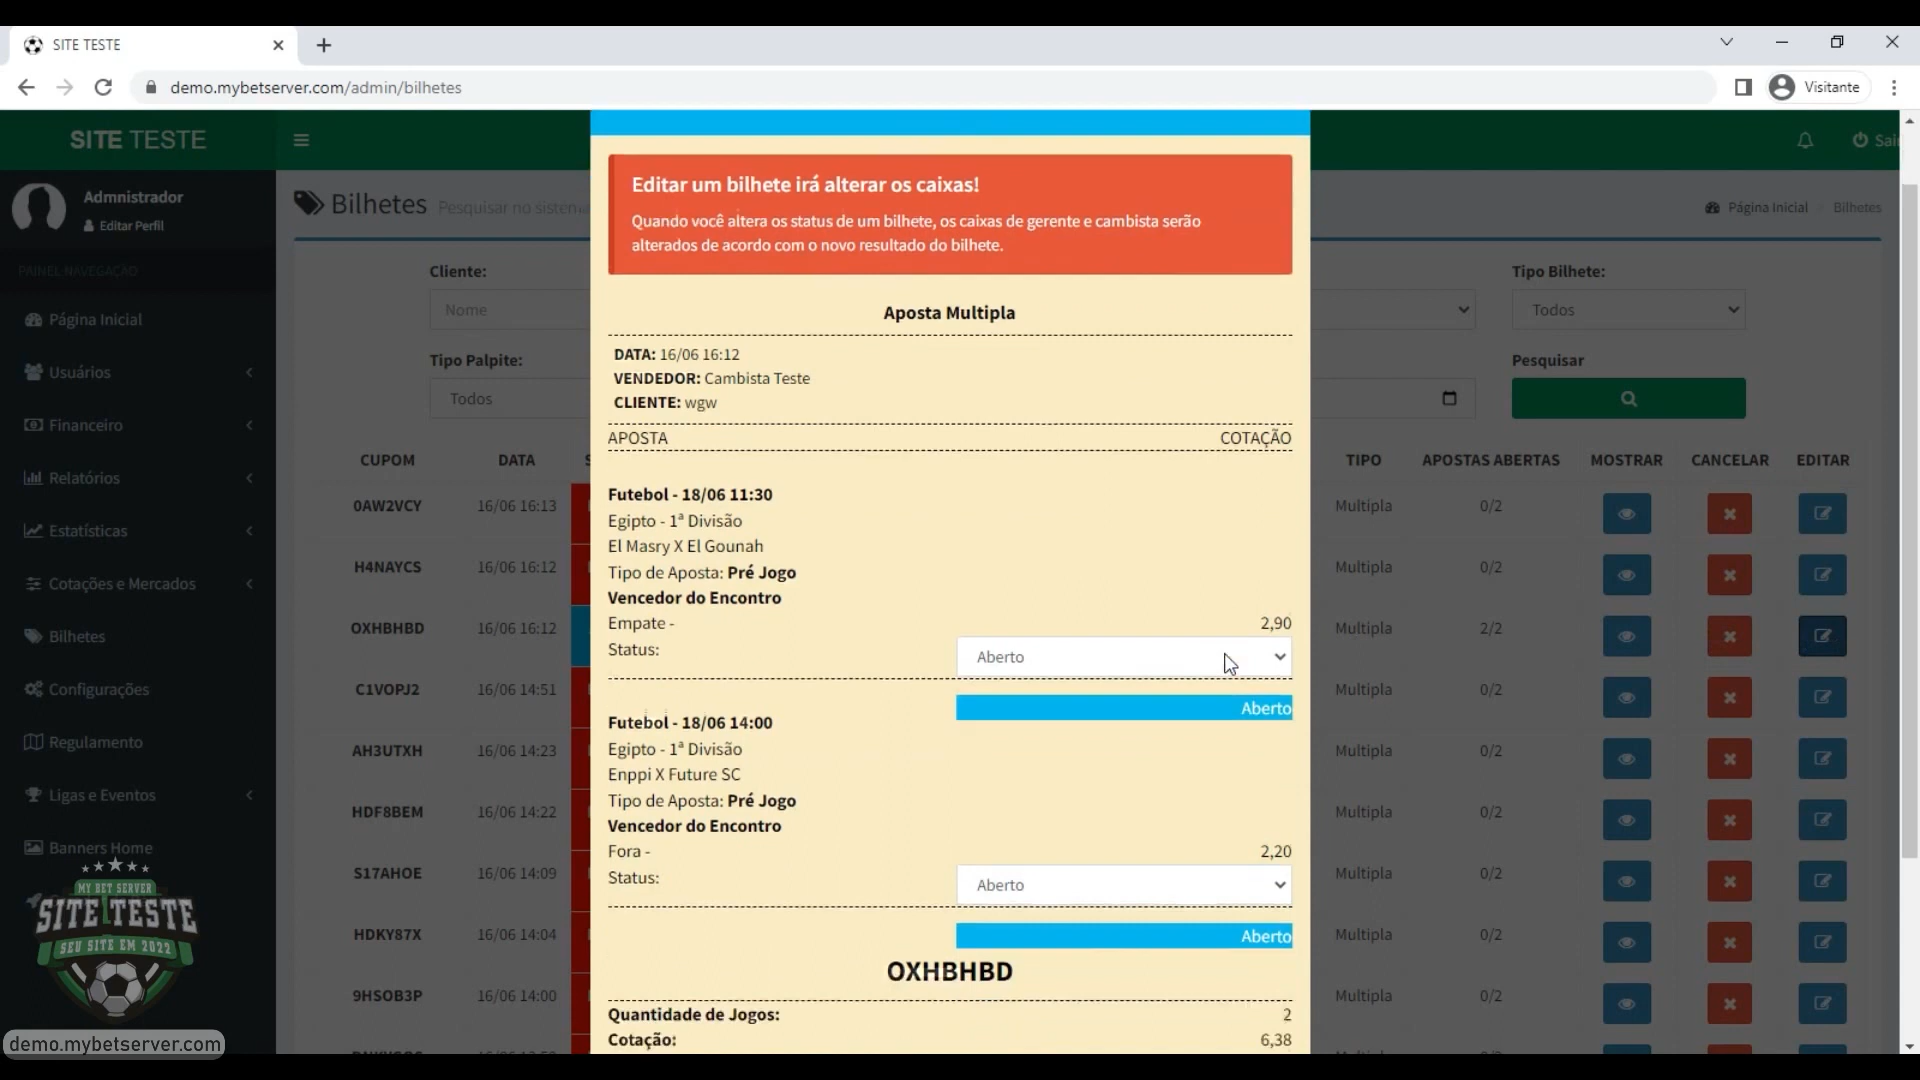 SITE TESTE
demo.mybetserver.com/admin/bilhetes
Visitante
SITE TESTE
Sai
Admnistrador
Editar Perfil
PAINEL NAVEGAÇÃO
Página Inicial
Usuários
Financeiro
Relatórios
Estatísticas
Cotações e Mercados
Bilhetes
Configurações
Regulamento
Ligas e Eventos
Banners Home
MY BET SERVER
SITE TESTE
SEU SITE EM 2022
demo.mybetserver.com
Bilhetes Pesquisar no sistema
Página Inicial Bilhetes
Cliente:
Nome
Tipo Bilhete:
Todos
Tipo Palpite:
Todos
Pesquisar
CUPOM DATA S TIPO APOSTAS ABERTAS MOSTRAR CANCELAR EDITAR
0AW2VCY 16/06 16:13 Multipla 0/2
H4NAYCS 16/06 16:12 Multipla 0/2
OXHBHBD 16/06 16:12 Multipla 2/2
C1VOPJ2 16/06 14:51 Multipla 0/2
AH3UTXH 16/06 14:23 Multipla 0/2
HDF8BEM 16/06 14:22 Multipla 0/2
S17AHOE 16/06 14:09 Multipla 0/2
HDKY87X 16/06 14:04 Multipla 0/2
9HSOB3P 16/06 14:00 Multipla 0/2
Editar um bilhete irá alterar os caixas!
Quando você altera os status de um bilhete, os caixas de gerente e cambista serão
alterados de acordo com o novo resultado do bilhete.
Aposta Multipla
DATA: 16/06 16:12
VENDEDOR: Cambista Teste
CLIENTE: wgw
APOSTA COTAÇÃO
Futebol - 18/06 11:30
Egipto - 1ª Divisão
El Masry X El Gounah
Tipo de Aposta: Pré Jogo
Vencedor do Encontro
Empate - 2,90
Status: Aberto
Aberto
Futebol - 18/06 14:00
Egipto - 1ª Divisão
Enppi X Future SC
Tipo de Aposta: Pré Jogo
Vencedor do Encontro
Fora - 2,20
Status: Aberto
Aberto
OXHBHBD
Quantidade de Jogos: 2
Cotação: 6,38